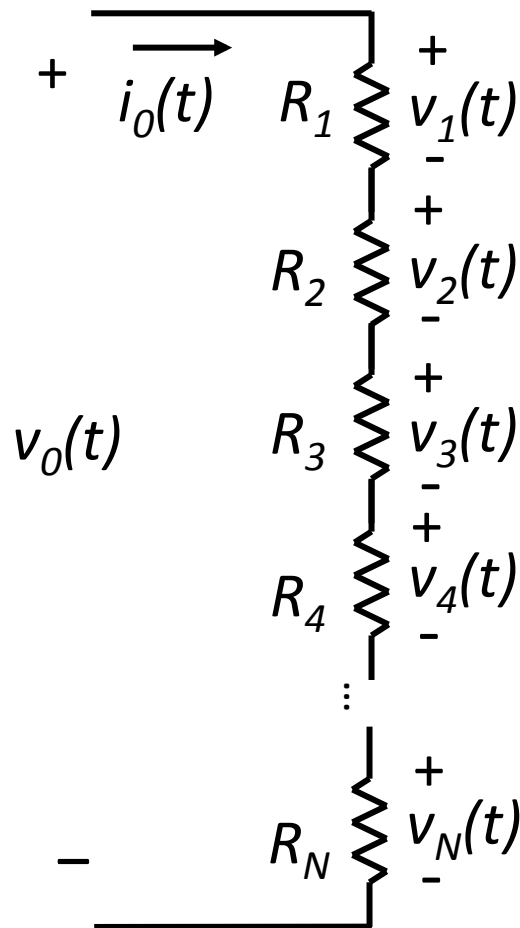 +
i₀(t)
R₁
+
v₁(t)
-
R₂
+
v₂(t)
-
v₀(t)
R₃
+
v₃(t)
-
R₄
+
v₄(t)
-
...
R_N
+
v_N(t)
-
-